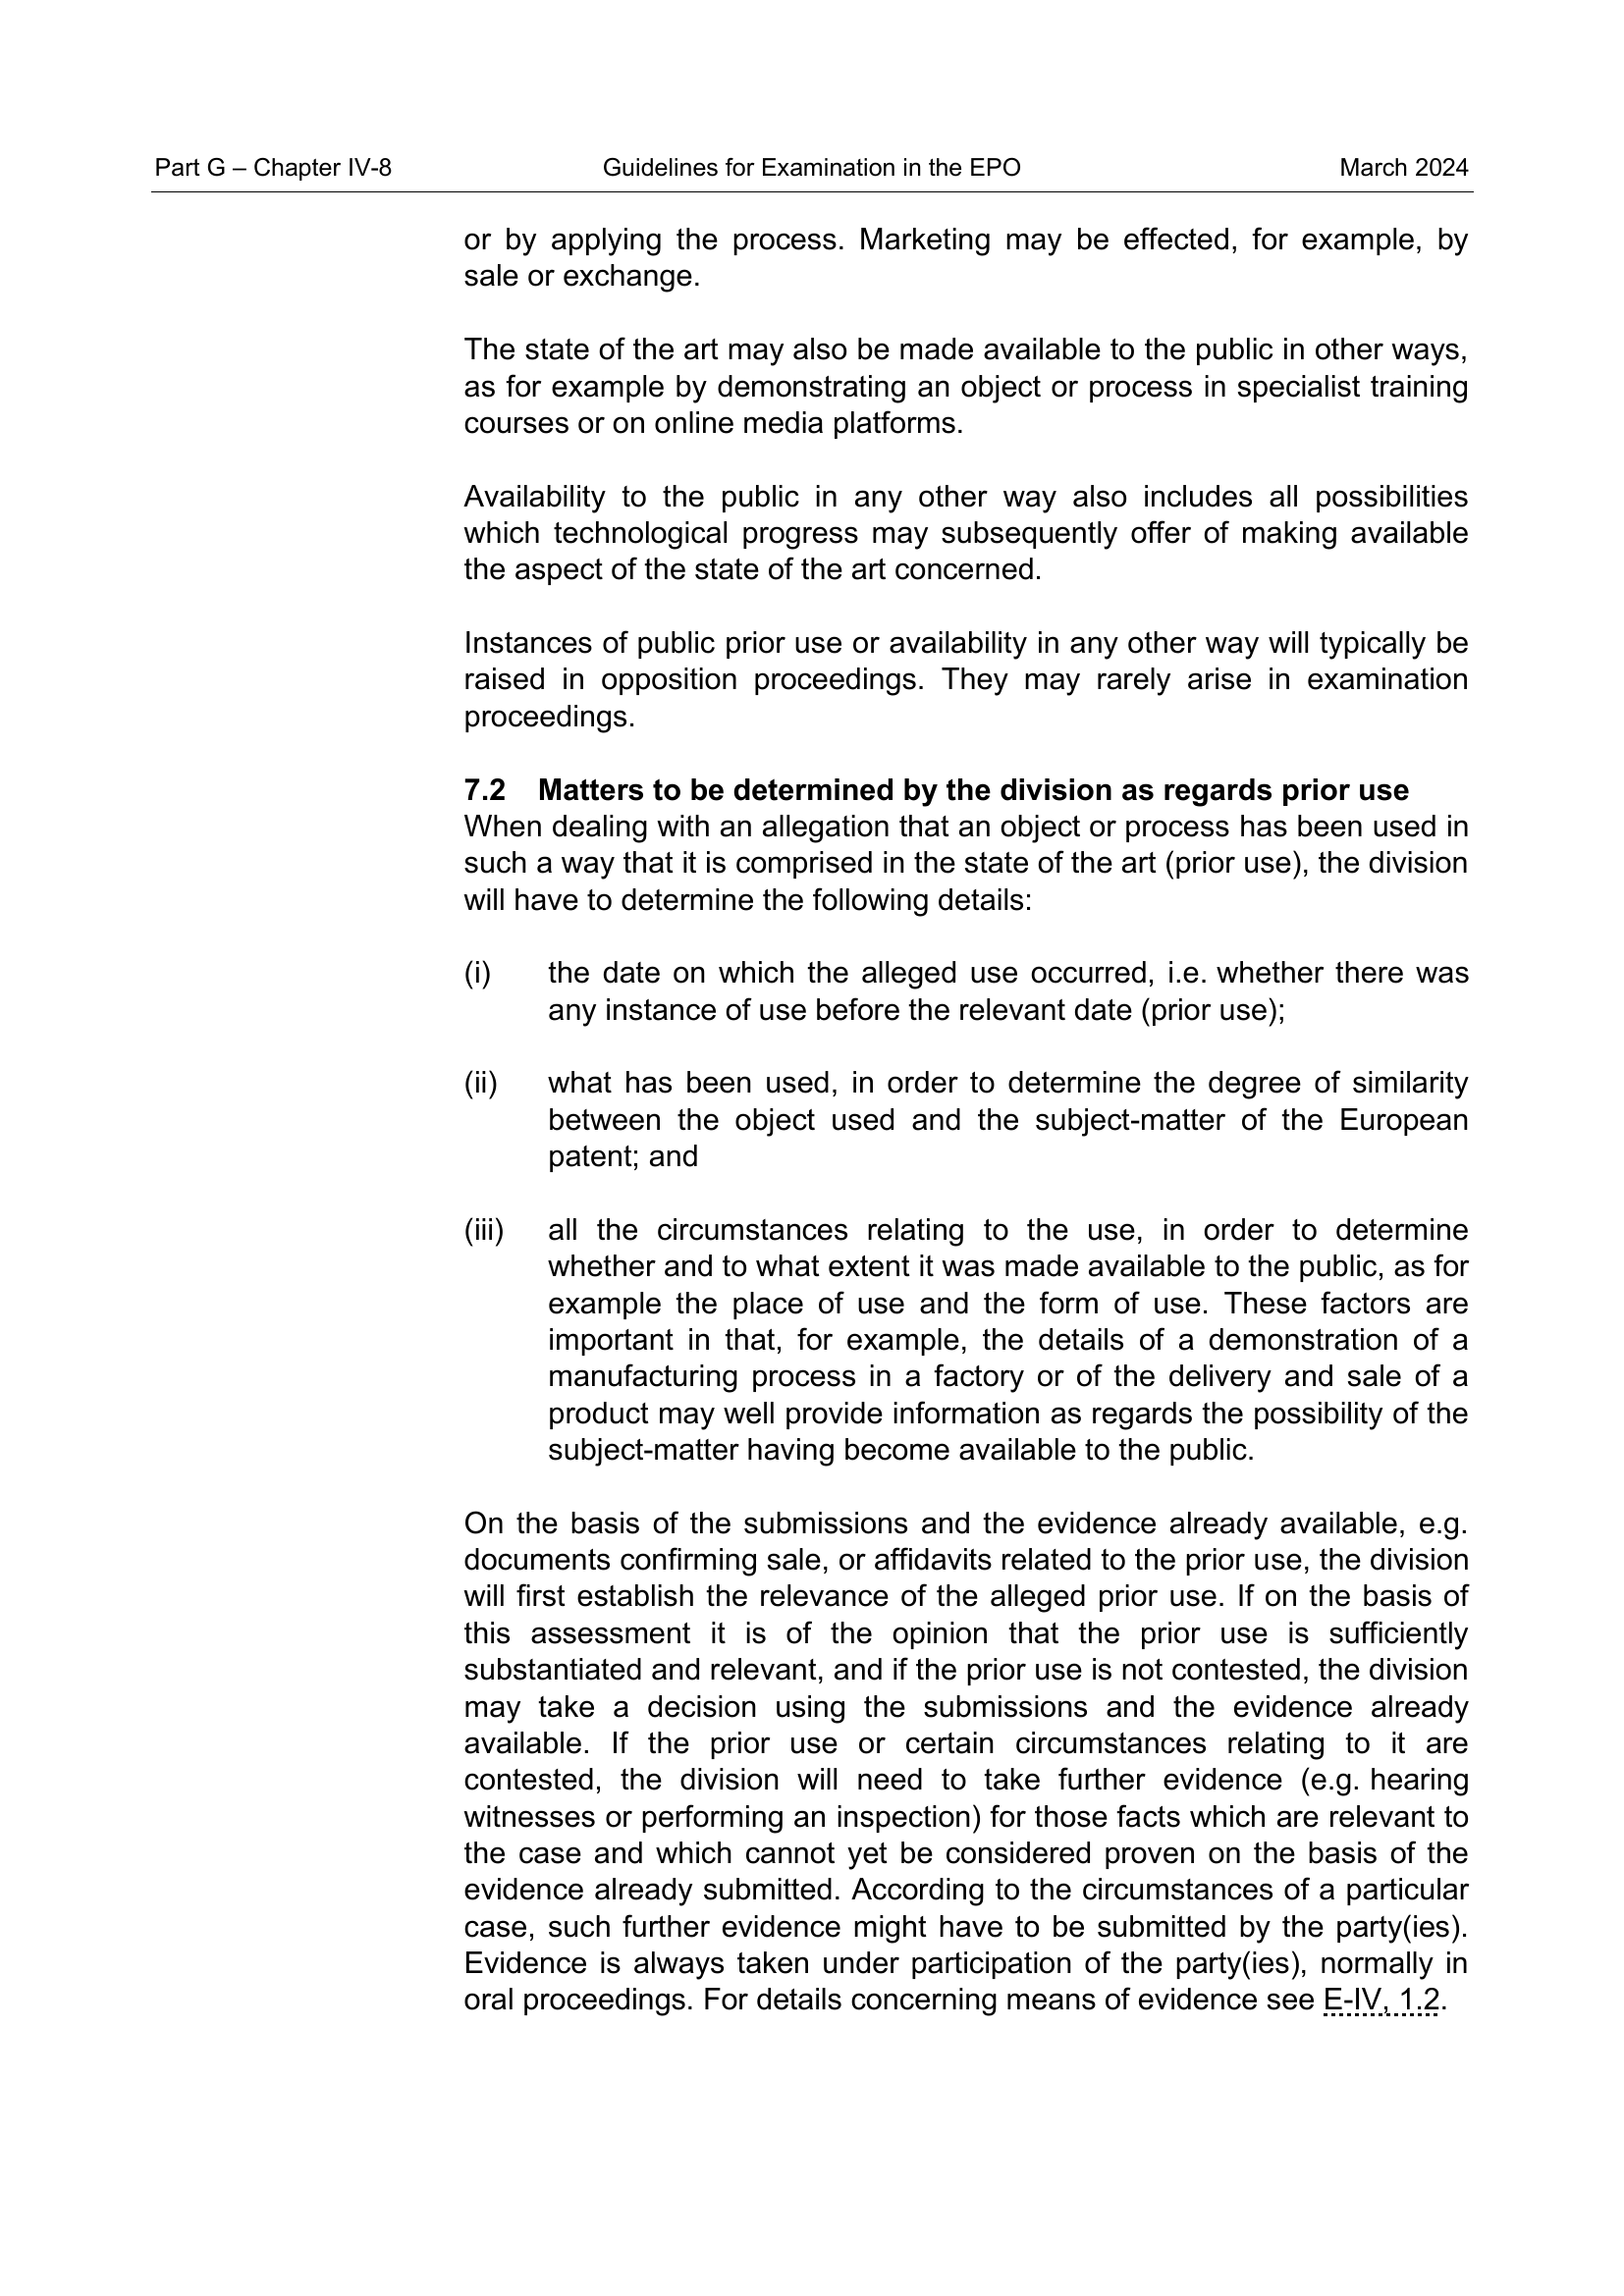 Part G – Chapter IV-8 Guidelines for Examination in the EPO March 2024
or by applying the process. Marketing may be effected, for example, by
sale or exchange.
The state of the art may also be made available to the public in other ways,
as for example by demonstrating an object or process in specialist training
courses or on online media platforms.
Availability to the public in any other way also includes all possibilities
which technological progress may subsequently offer of making available
the aspect of the state of the art concerned.
Instances of public prior use or availability in any other way will typically be
raised in opposition proceedings. They may rarely arise in examination
proceedings.
7.2 Matters to be determined by the division as regards prior use
When dealing with an allegation that an object or process has been used in
such a way that it is comprised in the state of the art (prior use), the division
will have to determine the following details:
(i) the date on which the alleged use occurred, i.e. whether there was
any instance of use before the relevant date (prior use);
(ii) what has been used, in order to determine the degree of similarity
between the object used and the subject-matter of the European
patent; and
(iii) all the circumstances relating to the use, in order to determine
whether and to what extent it was made available to the public, as for
example the place of use and the form of use. These factors are
important in that, for example, the details of a demonstration of a
manufacturing process in a factory or of the delivery and sale of a
product may well provide information as regards the possibility of the
subject-matter having become available to the public.
On the basis of the submissions and the evidence already available, e.g.
documents confirming sale, or affidavits related to the prior use, the division
will first establish the relevance of the alleged prior use. If on the basis of
this assessment it is of the opinion that the prior use is sufficiently
substantiated and relevant, and if the prior use is not contested, the division
may take a decision using the submissions and the evidence already
available. If the prior use or certain circumstances relating to it are
contested, the division will need to take further evidence (e.g. hearing
witnesses or performing an inspection) for those facts which are relevant to
the case and which cannot yet be considered proven on the basis of the
evidence already submitted. According to the circumstances of a particular
case, such further evidence might have to be submitted by the party(ies).
Evidence is always taken under participation of the party(ies), normally in
oral proceedings. For details concerning means of evidence see E-IV, 1.2.